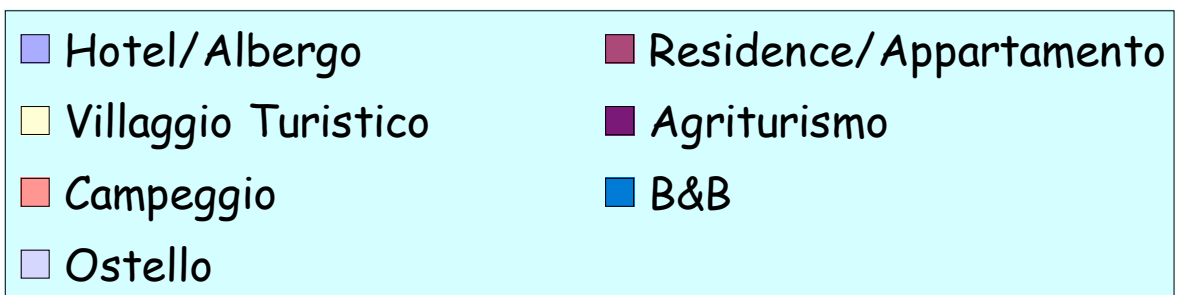 Hotel/Albergo
Residence/Appartamento
Villaggio Turistico
Agriturismo
Campeggio
B&B
Ostello